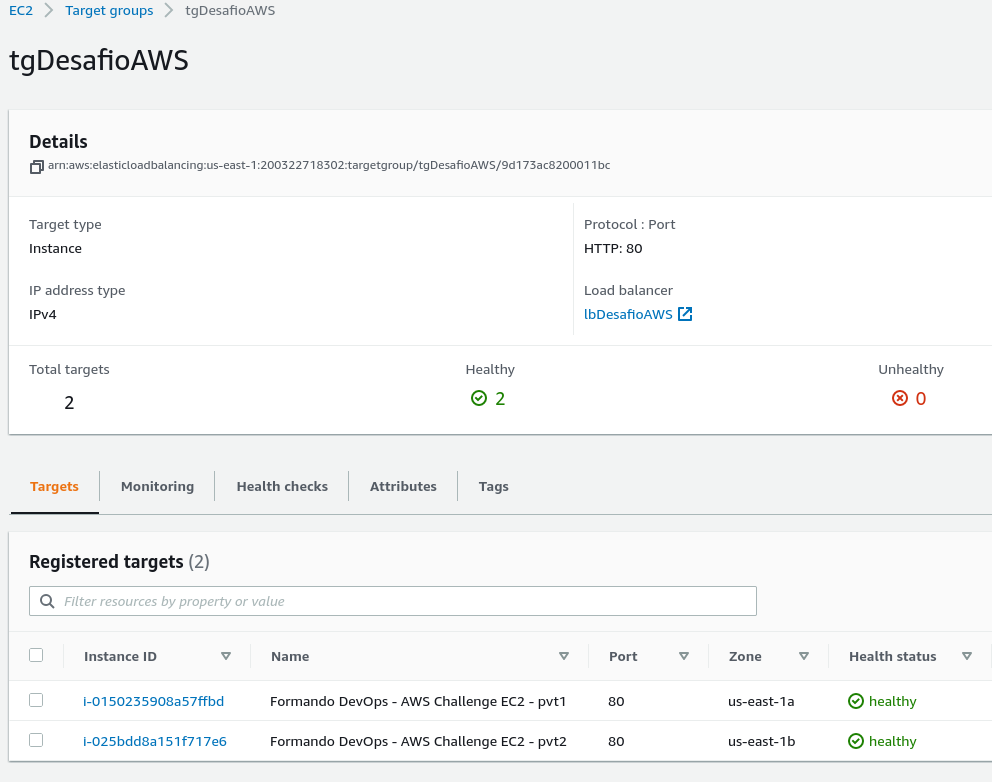 EC2 > Target groups > tgDesafioAWS
tgDesafioAWS
Details
arn:aws:elasticloadbalancing:us-east-1:200322718302:targetgroup/tgDesafioAWS/9d173ac8200011bc
Target type
Instance
Protocol : Port
HTTP: 80
IP address type
IPv4
Load balancer
lbDesafioAWS
Total targets
2
Healthy
2
Unhealthy
0
Targets Monitoring Health checks Attributes Tags
Registered targets (2)
Filter resources by property or value
Instance ID Name Port Zone Health status
i-0150235908a57ffbd Formando DevOps - AWS Challenge EC2 - pvt1 80 us-east-1a healthy
i-025bdd8a151f717e6 Formando DevOps - AWS Challenge EC2 - pvt2 80 us-east-1b healthy